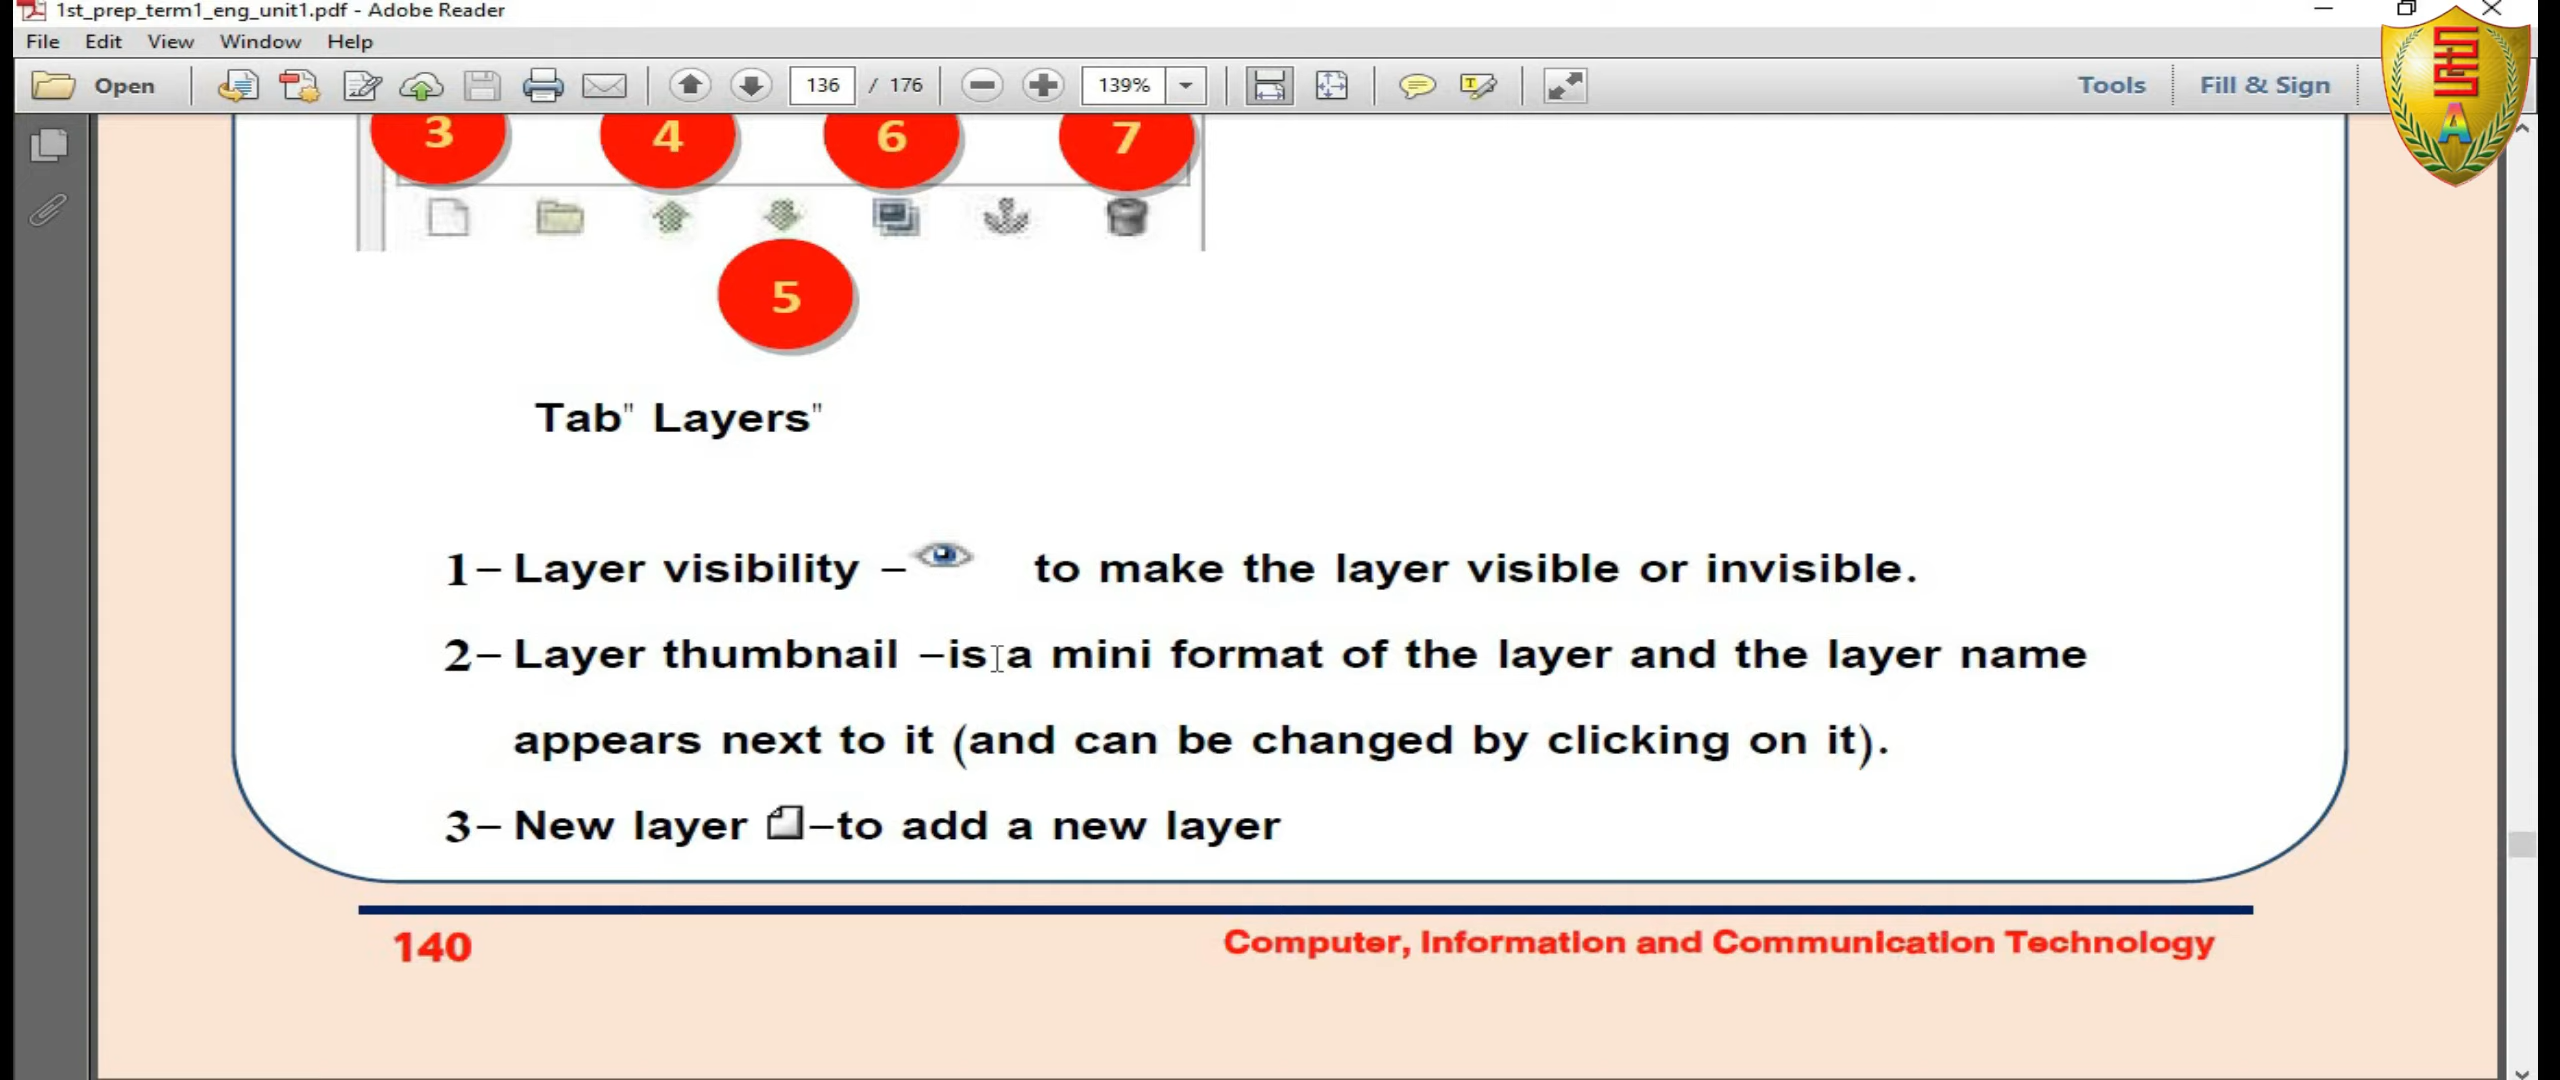 1st_prep_term1_eng_unit1.pdf - Adobe Reader
File Edit View Window Help
Open 136 / 176 139% Tools Fill & Sign
3 4 6 7
5
Tab" Layers"
1– Layer visibility – to make the layer visible or invisible.
2– Layer thumbnail –is a mini format of the layer and the layer name
appears next to it (and can be changed by clicking on it).
3– New layer –to add a new layer
140 Computer, Information and Communication Technology